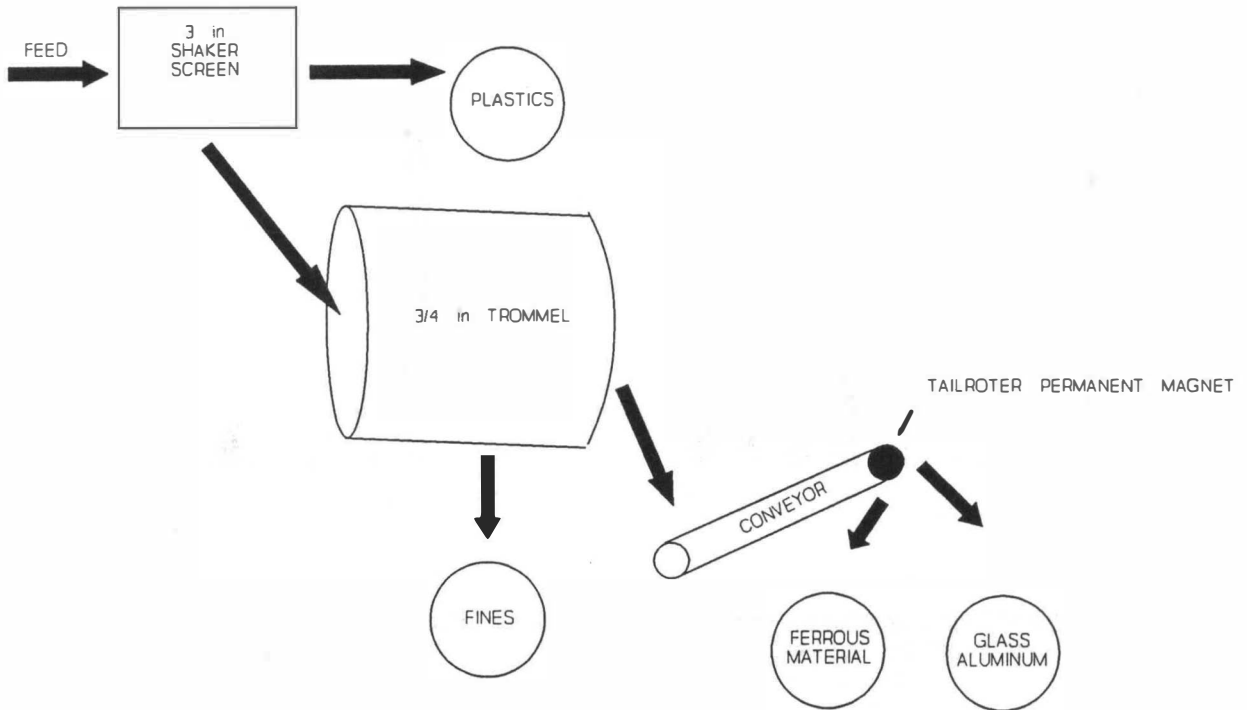 FEED
3 in
SHAKER
SCREEN
PLASTICS
3/4 in TROMMEL
TAILROTER PERMANENT MAGNET
CONVEYOR
FINES
FERROUS
MATERIAL
GLASS
ALUMINUM